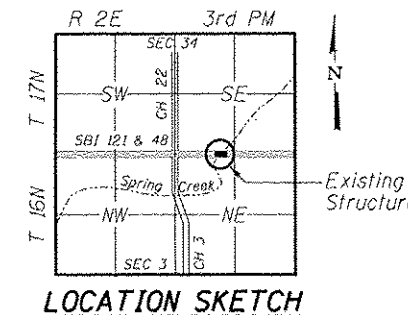 R 2E 3rd PM
SEC 34
N
T 17N
CH 22
SW SE
SBI 121 & 48
Existing
Structure
Spring Creek
T 16N
NW NE
SEC 3
CH 3
LOCATION SKETCH